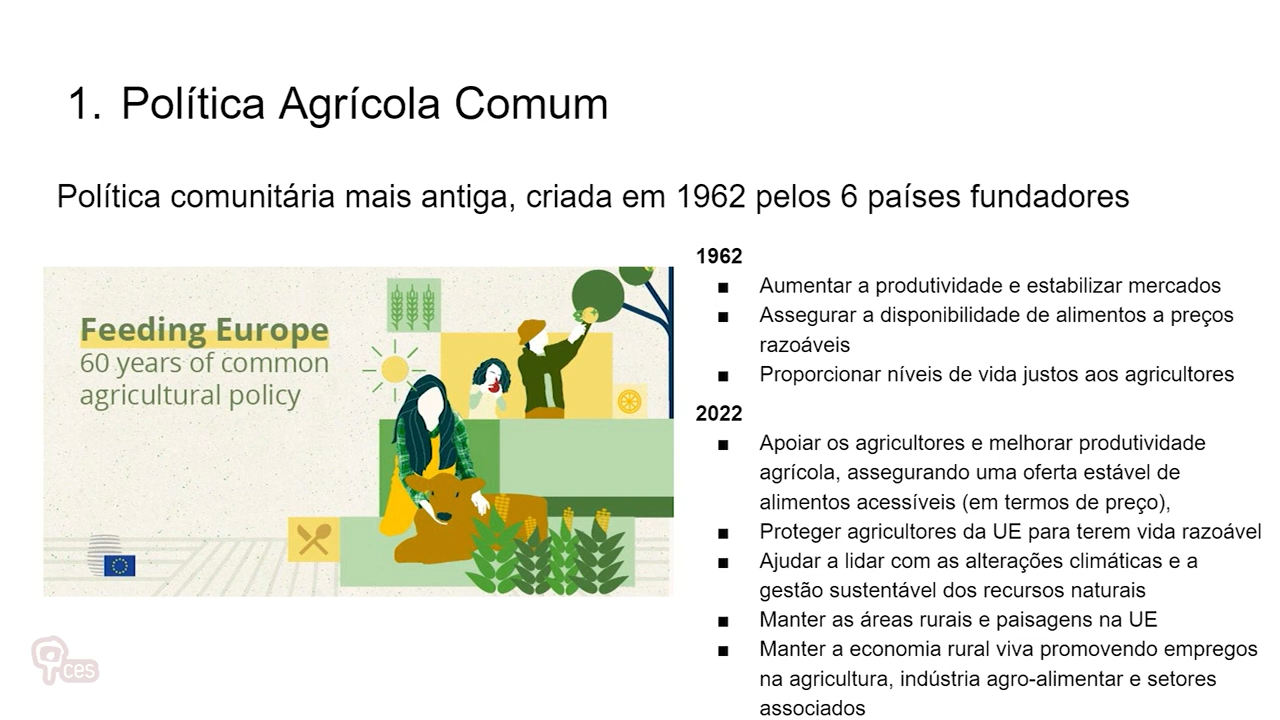 1. Política Agrícola Comum
Política comunitária mais antiga, criada em 1962 pelos 6 países fundadores
Feeding Europe
60 years of common
agricultural policy
1962
■ Aumentar a produtividade e estabilizar mercados
■ Assegurar a disponibilidade de alimentos a preços
razoáveis
■ Proporcionar níveis de vida justos aos agricultores
2022
■ Apoiar os agricultores e melhorar produtividade
agrícola, assegurando uma oferta estável de
alimentos acessíveis (em termos de preço),
■ Proteger agricultores da UE para terem vida razoável
■ Ajudar a lidar com as alterações climáticas e a
gestão sustentável dos recursos naturais
■ Manter as áreas rurais e paisagens na UE
■ Manter a economia rural viva promovendo empregos
na agricultura, indústria agro-alimentar e setores
associados
ces